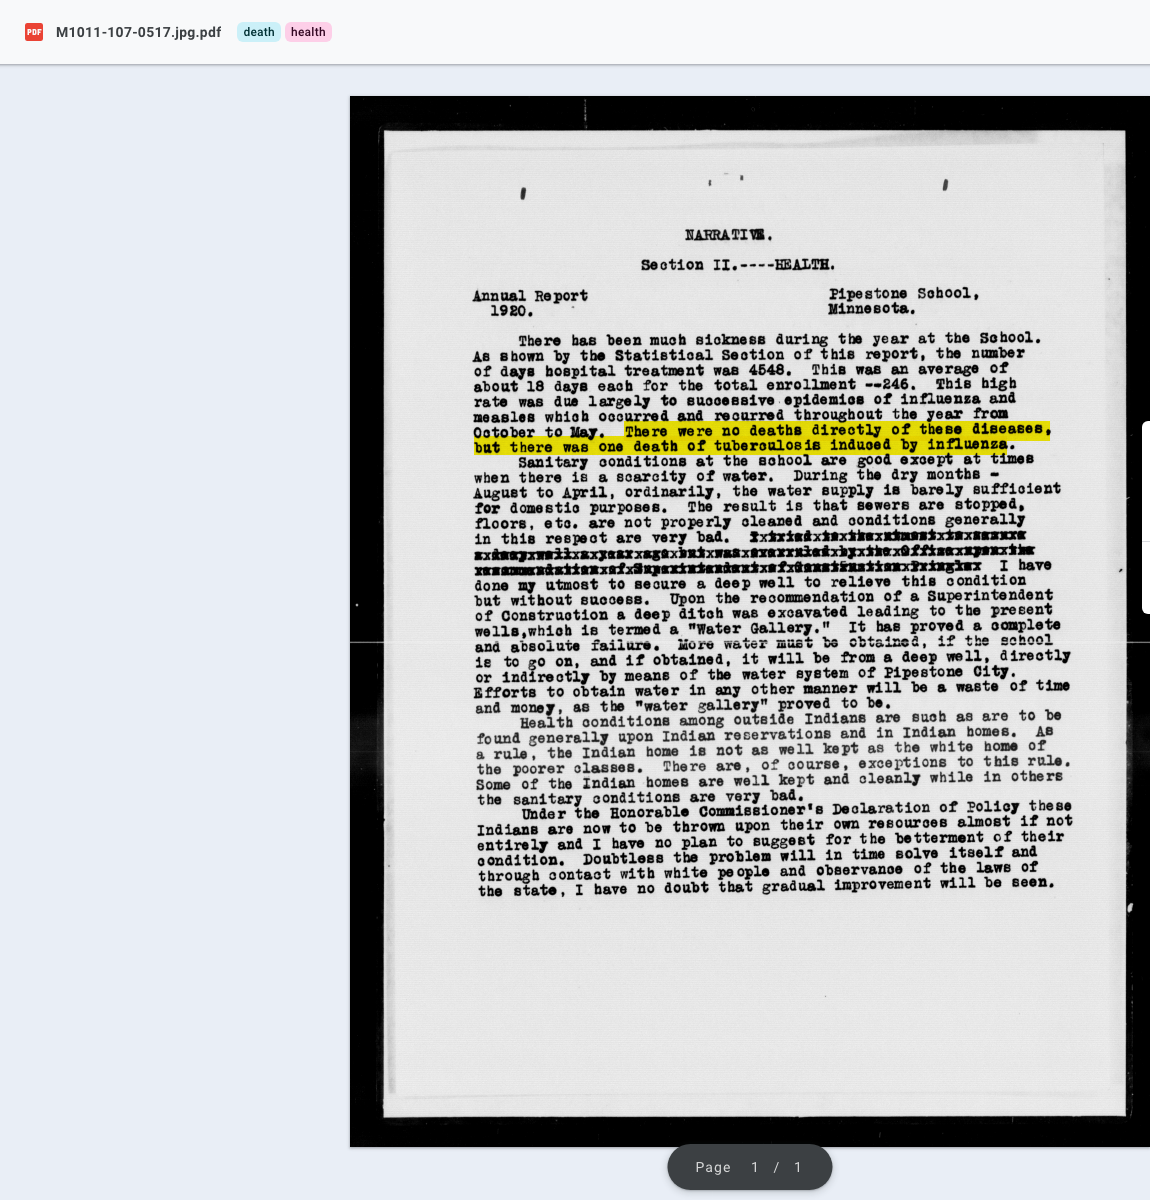 PDF M1011-107-0517.jpg.pdf death health
NARRATIVE.
Section II.----HEALTH.
Annual Report Pipestone School,
1920. Minnesota.
There has been much sickness during the year at the School.
As shown by the Statistical Section of this report, the number
of days hospital treatment was 4548. This was an average of
about 18 days each for the total enrollment --246. This high
rate was due largely to successive epidemics of influenza and
measles which occurred and recurred throughout the year from
October to May. There were no deaths directly of these diseases,
but there was one death of tuberculosis induced by influenza.
Sanitary conditions at the school are good except at times
when there is a scarcity of water. During the dry months -
August to April, ordinarily, the water supply is barely sufficient
for domestic purposes. The result is that sewers are stopped,
floors, etc. are not properly cleaned and conditions generally
in this respect are very bad.
I have
done my utmost to secure a deep well to relieve this condition
but without success. Upon the recommendation of a Superintendent
of Construction a deep ditch was excavated leading to the present
wells,which is termed a "Water Gallery." It has proved a complete
and absolute failure. More water must be obtained, if the school
is to go on, and if obtained, it will be from a deep well, directly
or indirectly by means of the water system of Pipestone City.
Efforts to obtain water in any other manner will be a waste of time
and money, as the "water gallery" proved to be.
Health conditions among outside Indians are such as are to be
found generally upon Indian reservations and in Indian homes. As
a rule, the Indian home is not as well kept as the white home of
the poorer classes. There are, of course, exceptions to this rule.
Some of the Indian homes are well kept and cleanly while in others
the sanitary conditions are very bad.
Under the Honorable Commissioner's Declaration of Policy these
Indians are now to be thrown upon their own resources almost if not
entirely and I have no plan to suggest for the betterment of their
condition. Doubtless the problem will in time solve itself and
through contact with white people and observance of the laws of
the state, I have no doubt that gradual improvement will be seen.
Page 1 / 1